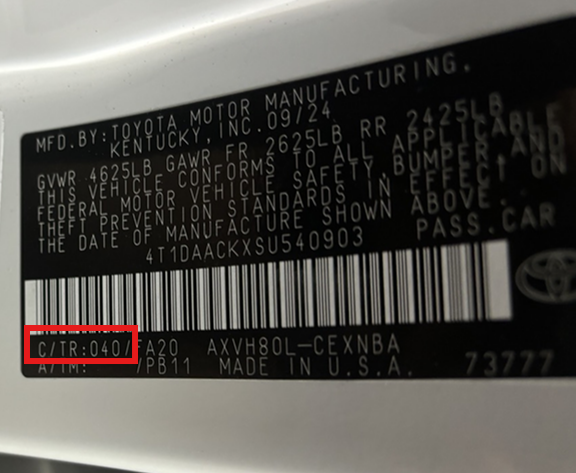 MFD.BY:TOYOTA MOTOR MANUFACTURING,
KENTUCKY,INC.09/24
GVWR 4625LB GAWR FR 2625LB RR 2425LB
THIS VEHICLE CONFORMS TO ALL APPLICABLE
FEDERAL MOTOR VEHICLE SAFETY,BUMPER,AND
THEFT PREVENTION STANDARDS IN EFFECT ON
THE DATE OF MANUFACTURE SHOWN ABOVE.
4T1DAACKXSU540903 PASS.CAR
C/TR:040/FA20 AXVH80L-CEXNBA
A/TM: /PB11 MADE IN U.S.A. 73777